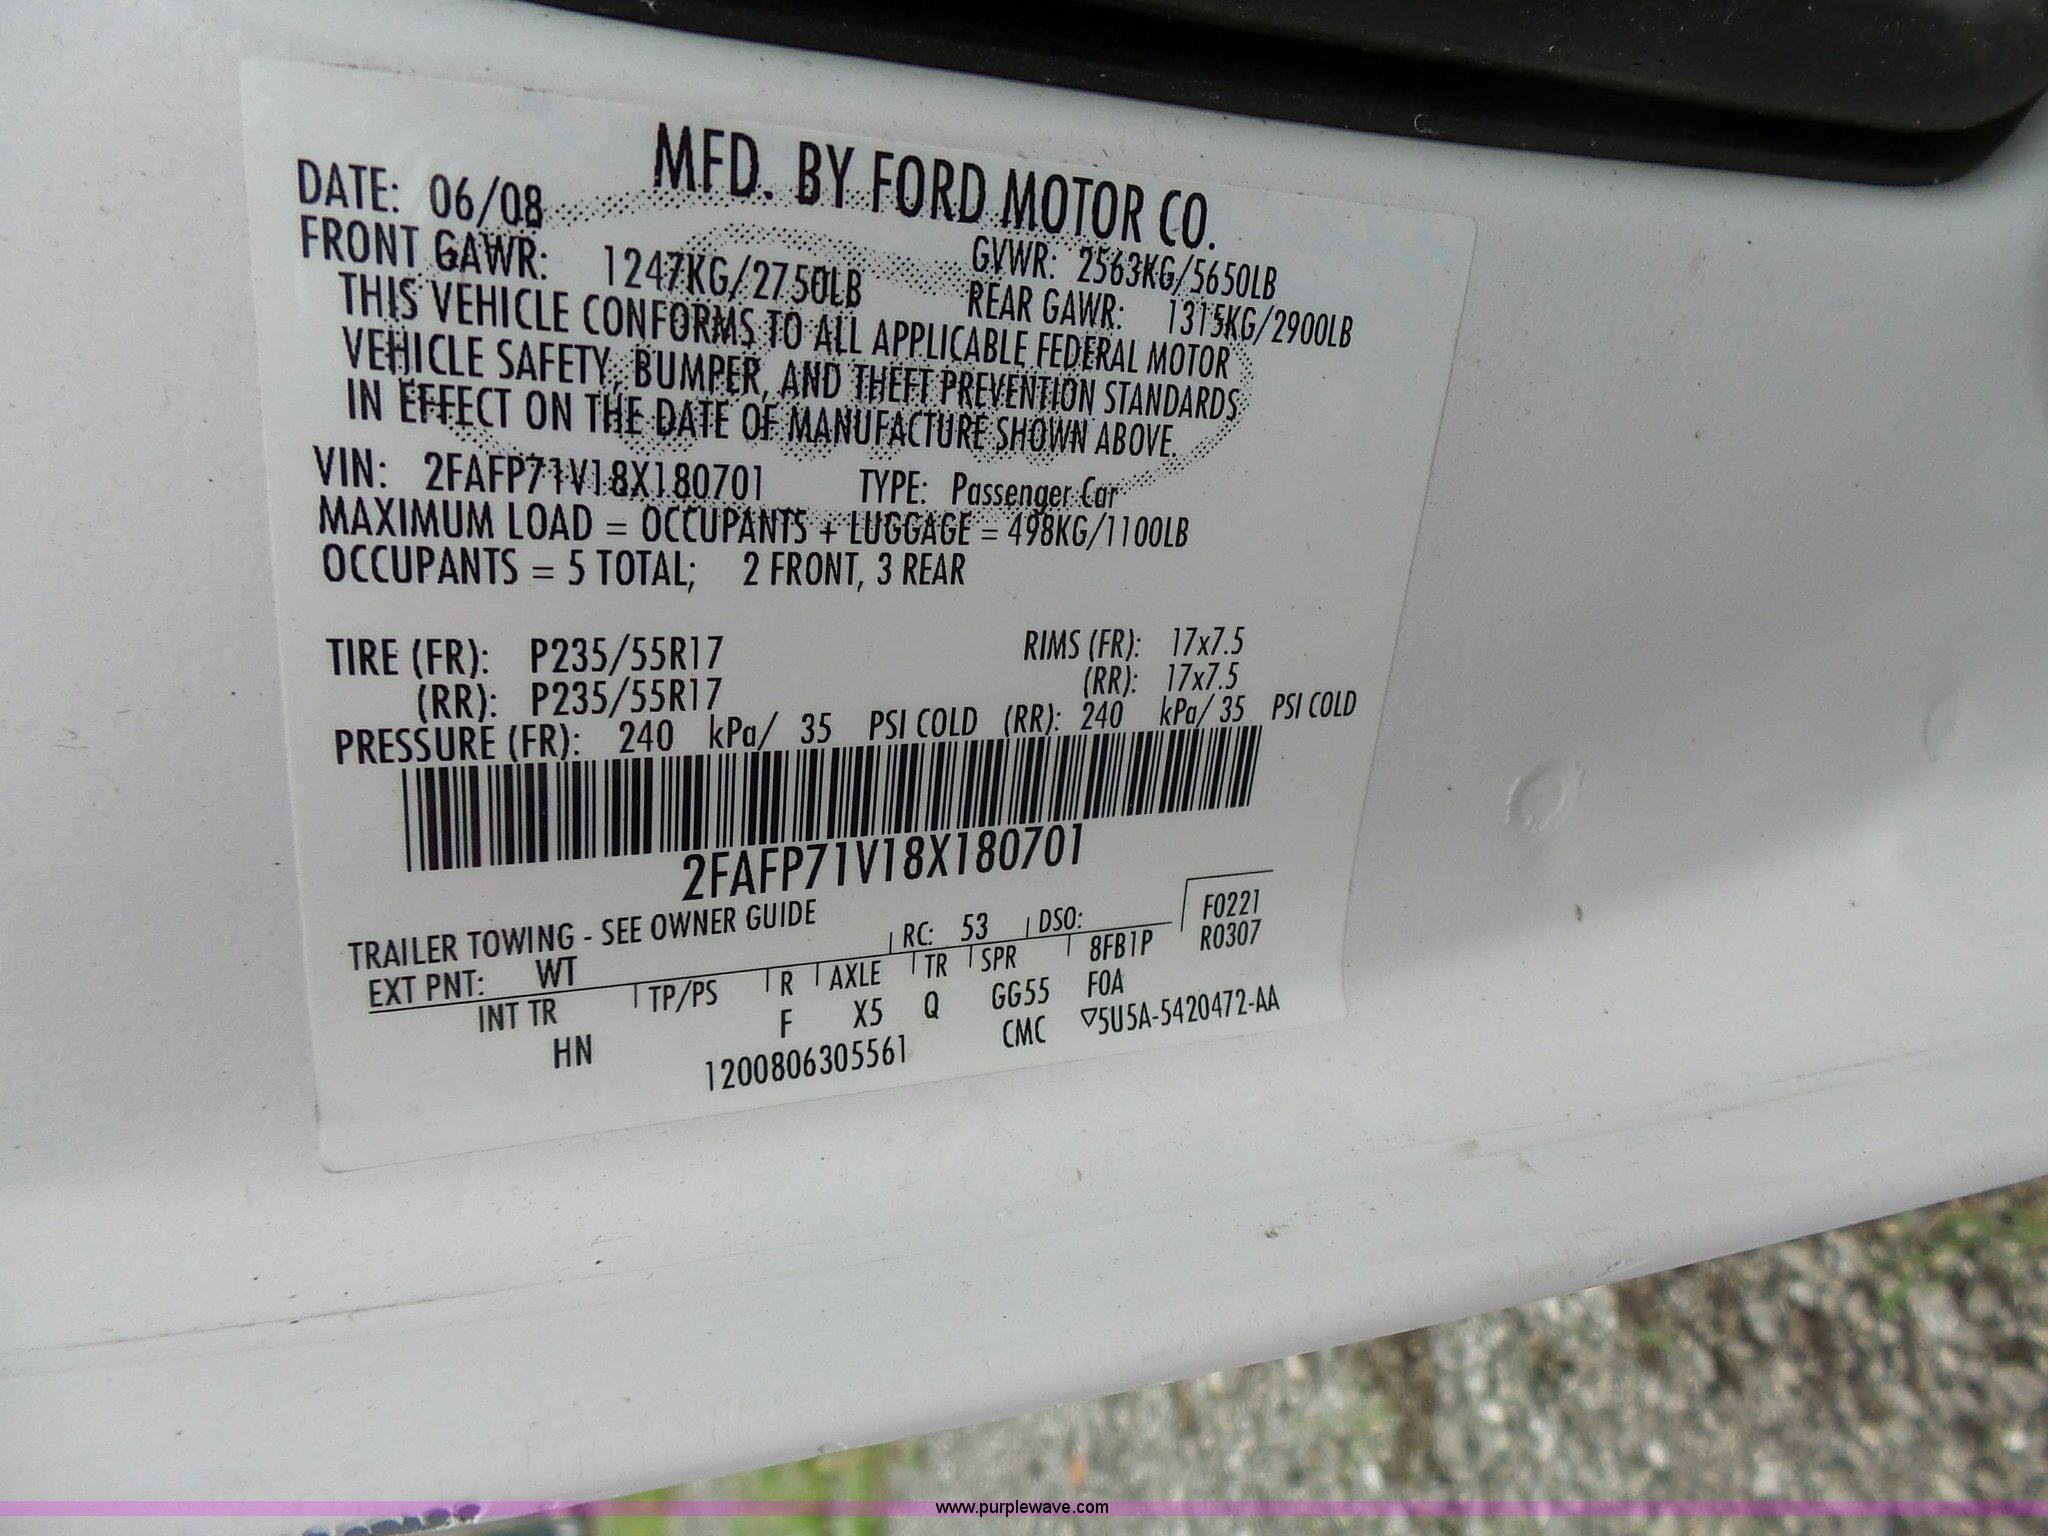 MFD. BY FORD MOTOR CO.
DATE: 06/08 GVWR: 2563KG/5650LB
FRONT GAWR: 1247KG/2750LB REAR GAWR: 1315KG/2900LB
THIS VEHICLE CONFORMS TO ALL APPLICABLE FEDERAL MOTOR
VEHICLE SAFETY, BUMPER, AND THEFT PREVENTION STANDARDS
IN EFFECT ON THE DATE OF MANUFACTURE SHOWN ABOVE.
VIN: 2FAFP71V18X180701 TYPE: Passenger Car
MAXIMUM LOAD = OCCUPANTS + LUGGAGE = 498KG/1100LB
OCCUPANTS = 5 TOTAL; 2 FRONT, 3 REAR
TIRE (FR): P235/55R17 RIMS (FR): 17x7.5
(RR): P235/55R17 (RR): 17x7.5
PRESSURE (FR): 240 kPa/ 35 PSI COLD (RR): 240 kPa/ 35 PSI COLD
2FAFP71V18X180701
TRAILER TOWING - SEE OWNER GUIDE F0221
EXT PNT: WT RC: 53 DSO: R0307
INT TR TP/PS R AXLE TR SPR 8FB1P
HN F X5 Q GG55 FOA
1200806305561 CMC ▽5U5A-5420472-AA
www.purplewave.com